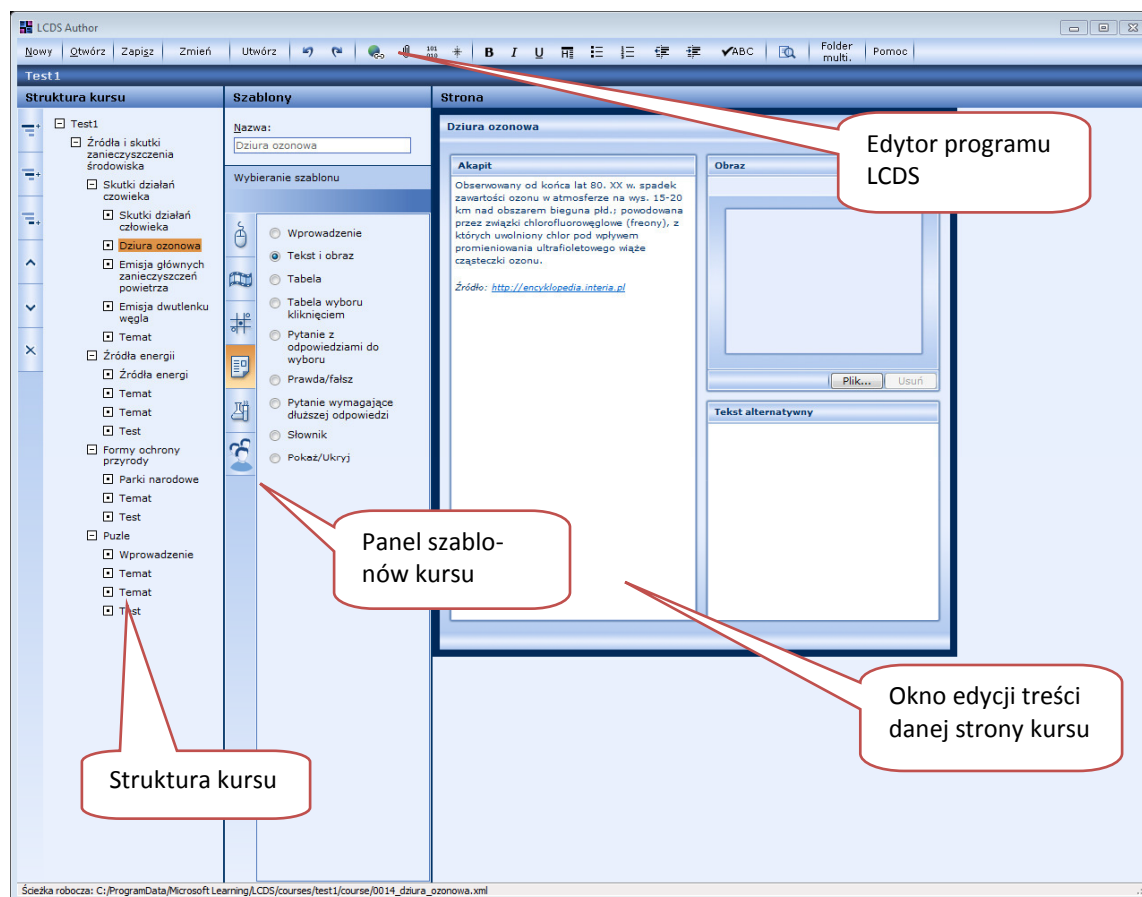 LCDS Author
Nowy Otwórz Zapisz Zmień Utwórz B I U ABC Folder multi. Pomoc
Test1
Struktura kursu
Test1
Źródła i skutki
zanieczyszczenia
środowiska
Skutki działań
czowieka
Skutki działań
człowieka
Dziura ozonowa
Emisja głównych
zanieczyszczeń
powietrza
Emisja dwutlenku
węgla
Temat
Źródła energii
Źródła energi
Temat
Temat
Test
Formy ochrony
przyrody
Parki narodowe
Temat
Test
Puzle
Wprowadzenie
Temat
Temat
Test
Szablony
Nazwa:
Dziura ozonowa
Wybieranie szablonu
Wprowadzenie
Tekst i obraz
Tabela
Tabela wyboru
kliknięciem
Pytanie z
odpowiedziami do
wyboru
Prawda/fałsz
Pytanie wymagające
dłuższej odpowiedzi
Słownik
Pokaż/Ukryj
Strona
Dziura ozonowa
Akapit
Obserwowany od końca lat 80. XX w. spadek
zawartości ozonu w atmosferze na wys. 15-20
km nad obszarem bieguna płd.; powodowana
przez związki chlorofluorowęglowe (freony), z
których uwolniony chlor pod wpływem
promieniowania ultrafioletowego wiąże
cząsteczki ozonu.
Źródło: http://encyklopedia.interia.pl
Obraz
Plik... Usuń
Tekst alternatywny
Edytor programu
LCDS
Panel szablo-
nów kursu
Okno edycji treści
danej strony kursu
Struktura kursu
Ścieżka robocza: C:/ProgramData/Microsoft Learning/LCDS/courses/test1/course/0014_dziura_ozonowa.xml